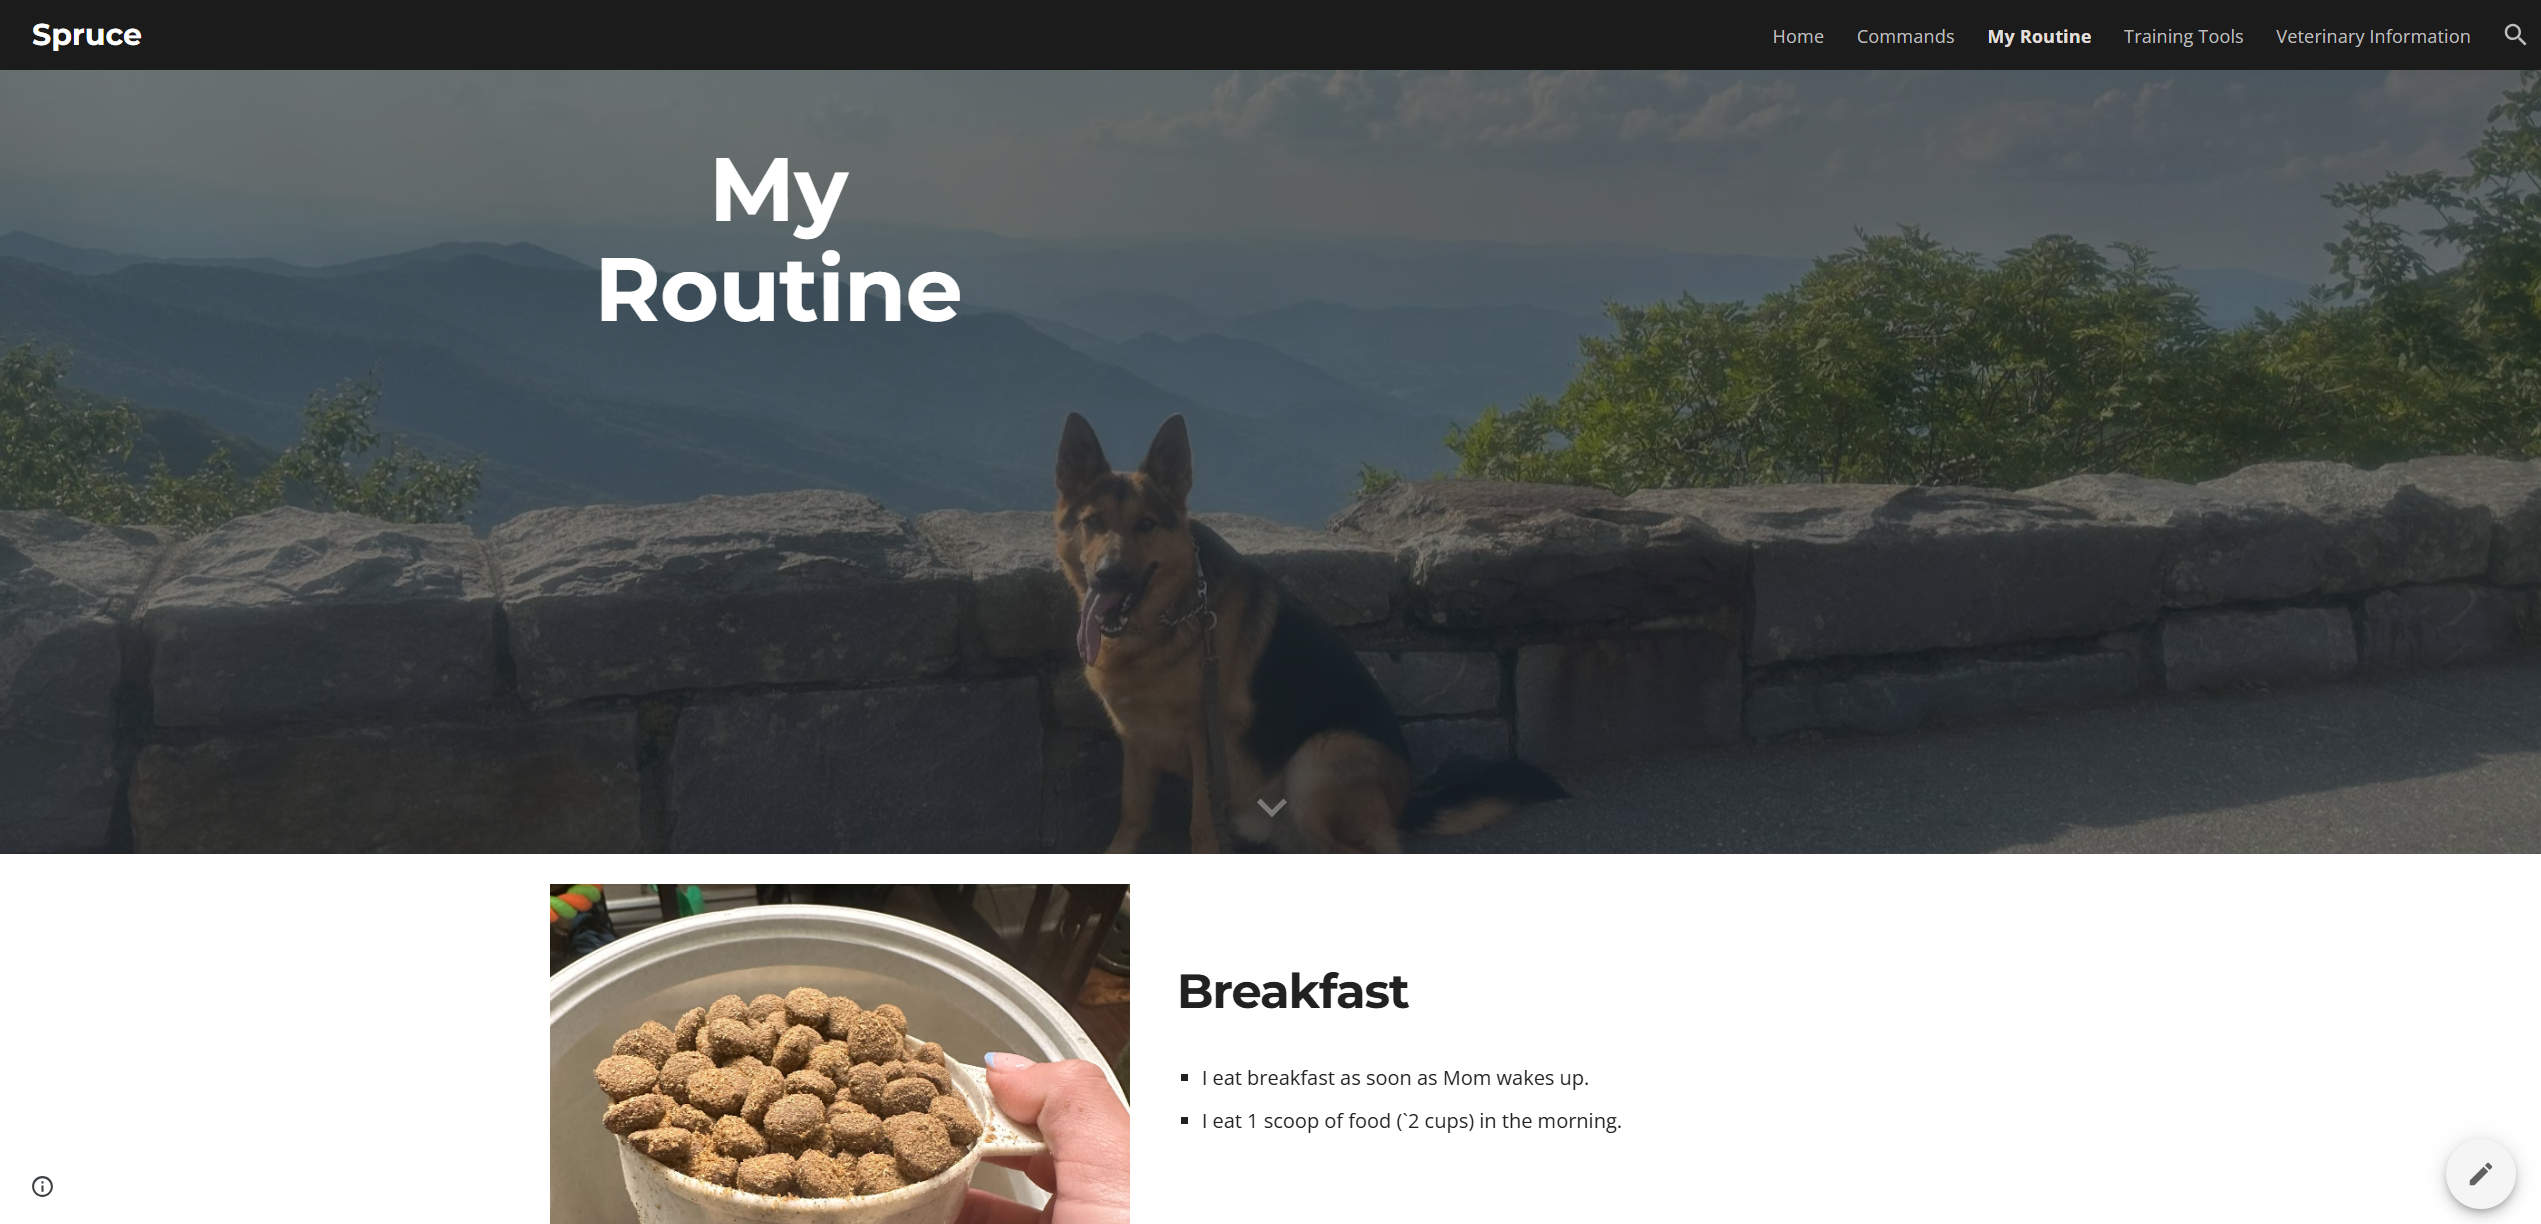 Spruce
Home Commands My Routine Training Tools Veterinary Information
My
Routine
Breakfast
I eat breakfast as soon as Mom wakes up.
I eat 1 scoop of food (`2 cups) in the morning.